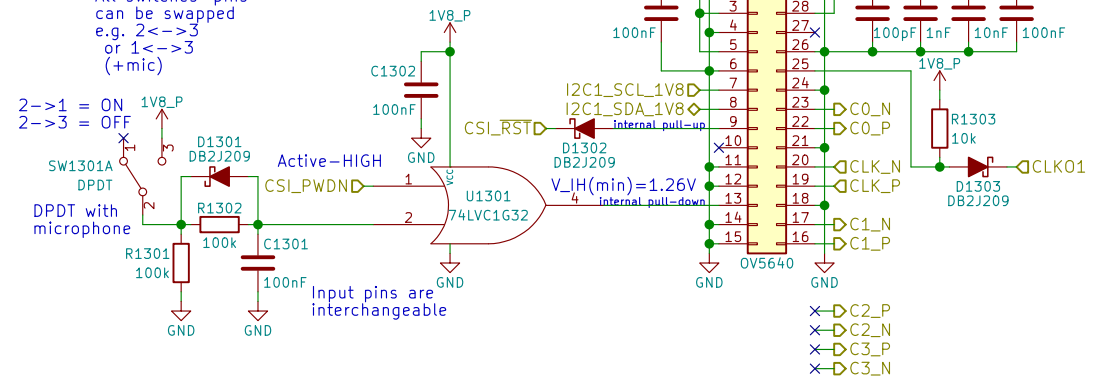 can be swapped
e.g. 2<->3
or 1<->3
(+mic)
2->1 = ON
2->3 = OFF
1V8_P
1
3
SW1301A
DPDT
2
DPDT with
microphone
D1301
DB2J209
R1302
100k
R1301
100k
GND
C1301
100nF
GND
Input pins are
interchangeable
Active-HIGH
CSI_PWDN
1
2
1V8_P
C1302
100nF
GND
VCC
U1301
74LVC1G32
4
GND
V_IH(min)=1.26V
internal pull-down
CSI_RST
D1302
DB2J209
internal pull-up
I2C1_SCL_1V8
I2C1_SDA_1V8
100nF
3
4
5
6
7
8
9
10
11
12
13
14
15
28
27
26
25
24
23
22
21
20
19
18
17
16
OV5640
GND
GND
100pF
1nF
10nF
100nF
1V8_P
R1303
10k
D1303
DB2J209
CLKO1
C0_N
C0_P
CLK_N
CLK_P
C1_N
C1_P
C2_P
C2_N
C3_P
C3_N